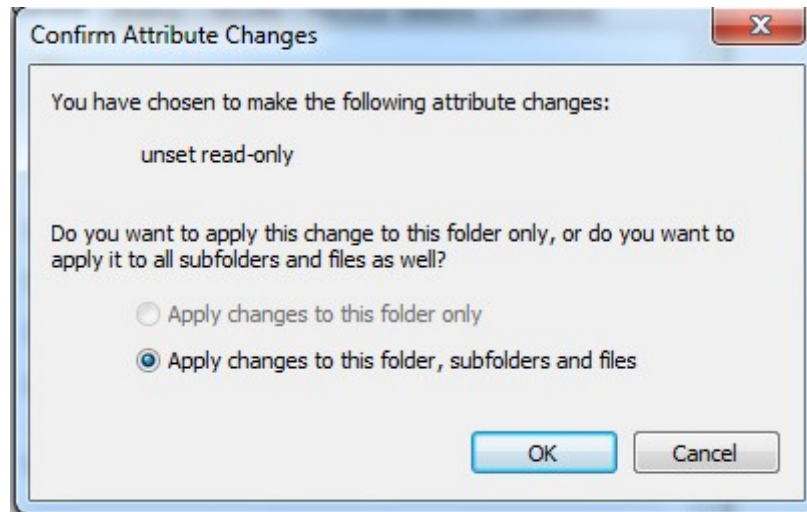 Confirm Attribute Changes
You have chosen to make the following attribute changes:
unset read-only
Do you want to apply this change to this folder only, or do you want to
apply it to all subfolders and files as well?
Apply changes to this folder only
Apply changes to this folder, subfolders and files
OK Cancel